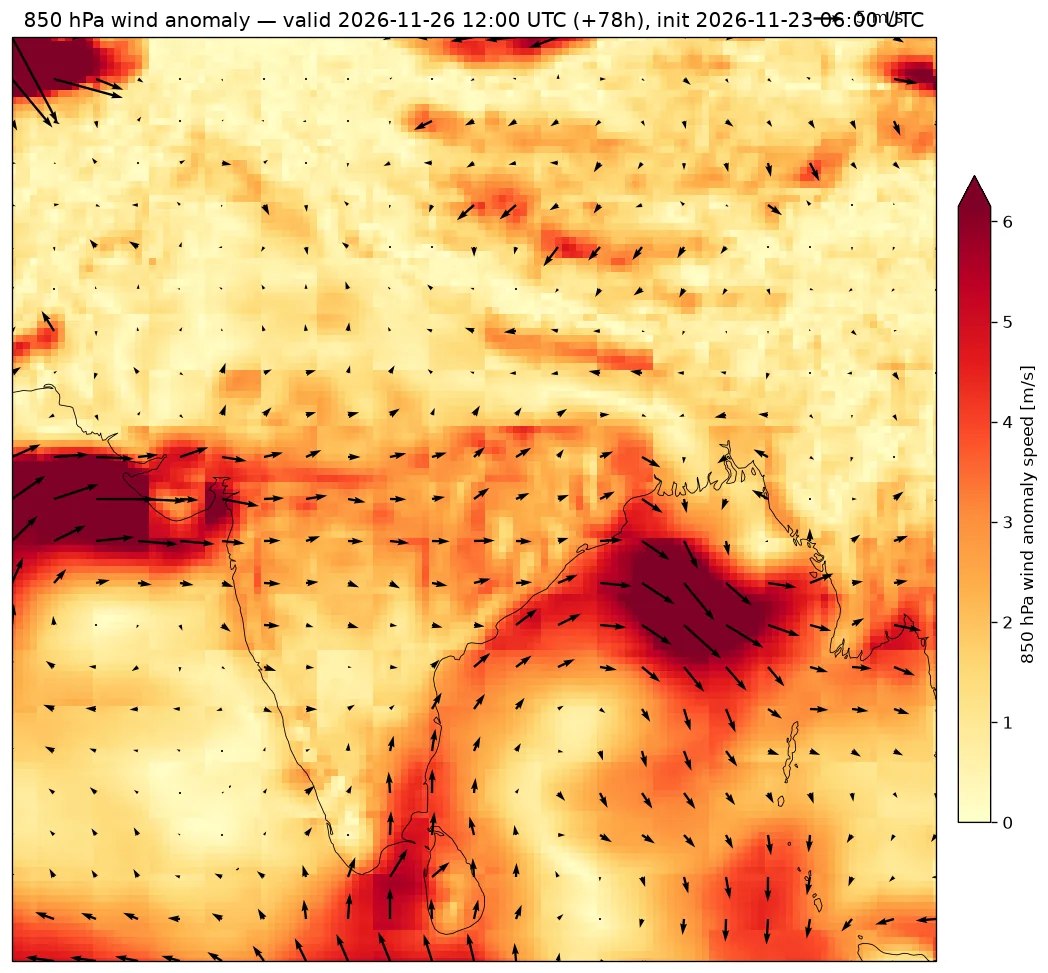 850 hPa wind anomaly — valid 2026-11-26 12:00 UTC (+78h), init 2026-11-23 06:00 UTC
5 m/s
6
5
4
3
2
1
0
850 hPa wind anomaly speed [m/s]